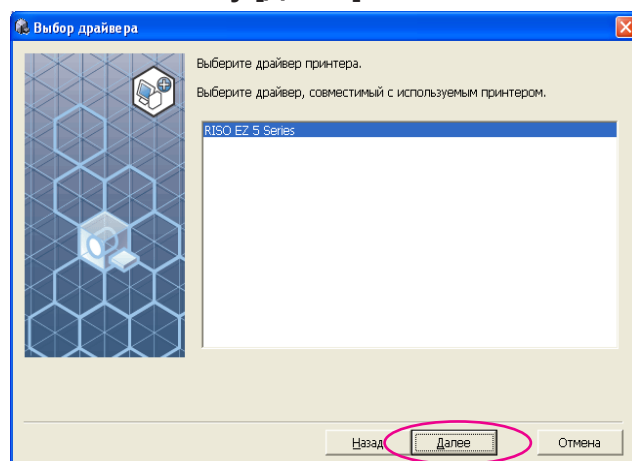 Выбор драйвера
Выберите драйвер принтера.
Выберите драйвер, совместимый с используемым принтером.
RISO EZ 5 Series
Назад
Далее
Отмена